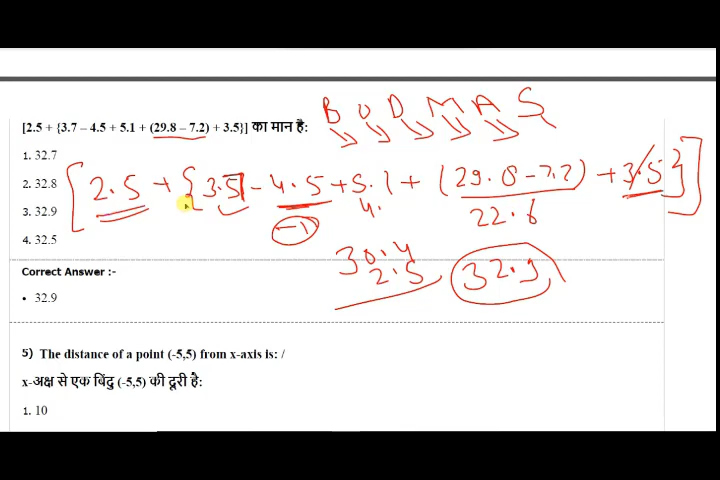 [2.5 + {3.7 – 4.5 + 5.1 + (29.8 – 7.2) + 3.5}] का मान है:
B O D M A S
1. 32.7
[2.5 + {3.5 - 4.5 + 5.1 + (29.8 - 7.2) + 3.5}]
2. 32.8
3. 32.9
-1
4.
22.6
4. 32.5
30.4
2.5
32.9
Correct Answer :-
• 32.9
5) The distance of a point (-5,5) from x-axis is: /
x-अक्ष से एक बिंदु (-5,5) की दूरी है:
1. 10